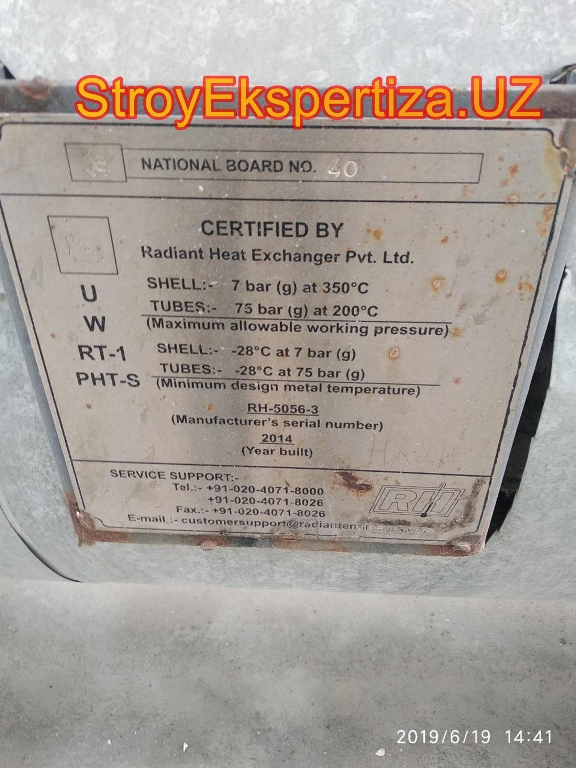 StroyEkspertiza.UZ
NATIONAL BOARD NO. 40
CERTIFIED BY
Radiant Heat Exchanger Pvt. Ltd.
U
W
RT-1
PHT-S
SHELL:- 7 bar (g) at 350°C
TUBES:- 75 bar (g) at 200°C
(Maximum allowable working pressure)
SHELL:- -28°C at 7 bar (g)
TUBES:- -28°C at 75 bar (g)
(Minimum design metal temperature)
RH-5056-3
(Manufacturer's serial number)
2014
(Year built)
SERVICE SUPPORT:-
Tel.:- +91-020-4071-8000
+91-020-4071-8026
Fax.:- +91-020-4071-8026
E-mail :-
RH
2019/6/19 14:41